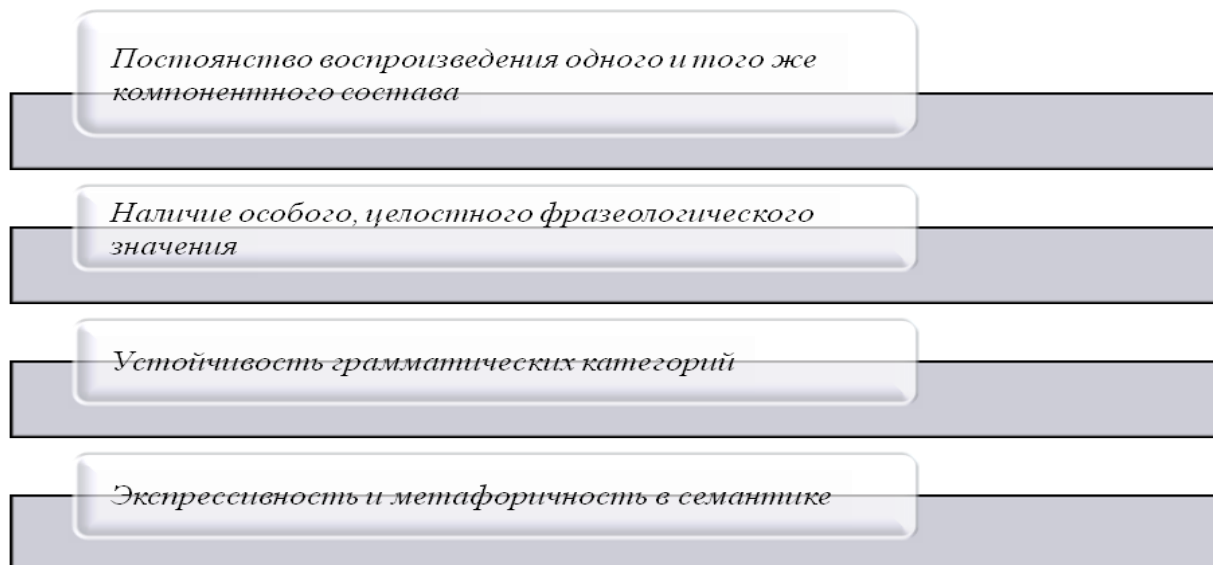 Постоянство воспроизведения одного и того же
компонентного состава
Наличие особого, целостного фразеологического
значения
Устойчивость грамматических категорий
Экспрессивность и метафоричность в семантике